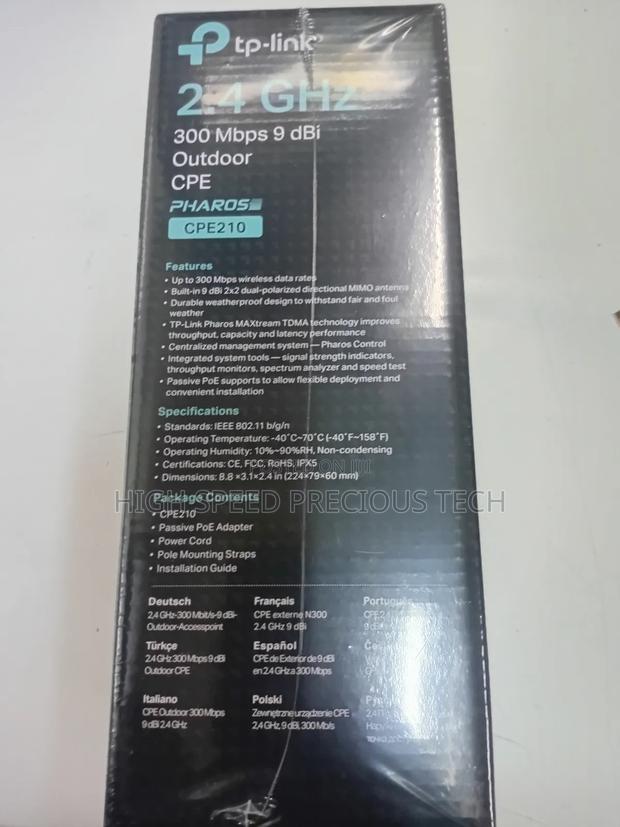 tp-link
2.4 GHz
300 Mbps 9 dBi
Outdoor
CPE
PHAROS
CPE210
Features
• Up to 300 Mbps wireless data rates
• Built-in 9 dBi 2x2 dual-polarized directional MIMO antenna
• Durable weatherproof design to withstand fair and foul
weather
• TP-Link Pharos MAXtream TDMA technology improves
throughput, capacity and latency performance
• Centralized management system — Pharos Control
• Integrated system tools — signal strength indicators,
throughput monitors, spectrum analyzer and speed test
• Passive PoE supports to allow flexible deployment and
convenient installation
Specifications
• Standards: IEEE 802.11 b/g/n
• Operating Temperature: -40˚C~70˚C (-40˚F~158˚F)
• Operating Humidity: 10%~90%RH, Non-condensing
• Certifications: CE, FCC, RoHS, IPX5
• Dimensions: 8.8 ×3.1×2.4 in (224×79×60 mm)
HIGH SPEED PRECIOUS TECH
Package Contents
• CPE210
• Passive PoE Adapter
• Power Cord
• Pole Mounting Straps
• Installation Guide
Deutsch
2,4 GHz-300 Mbit/s-9 dBi-
Outdoor-Accesspoint
Français
CPE externe N300
2.4 GHz 9 dBi
Türkçe
2.4 GHz 300 Mbps 9 dBi
Outdoor CPE
Español
CPE de Exterior de 9 dBi
en 2.4 GHz a 300 Mbps
Italiano
CPE Outdoor 300 Mbps
9 dBi 2.4 GHz
Polski
Zewnętrzne urządzenie CPE
2,4 GHz, 9 dBi, 300 Mb/s